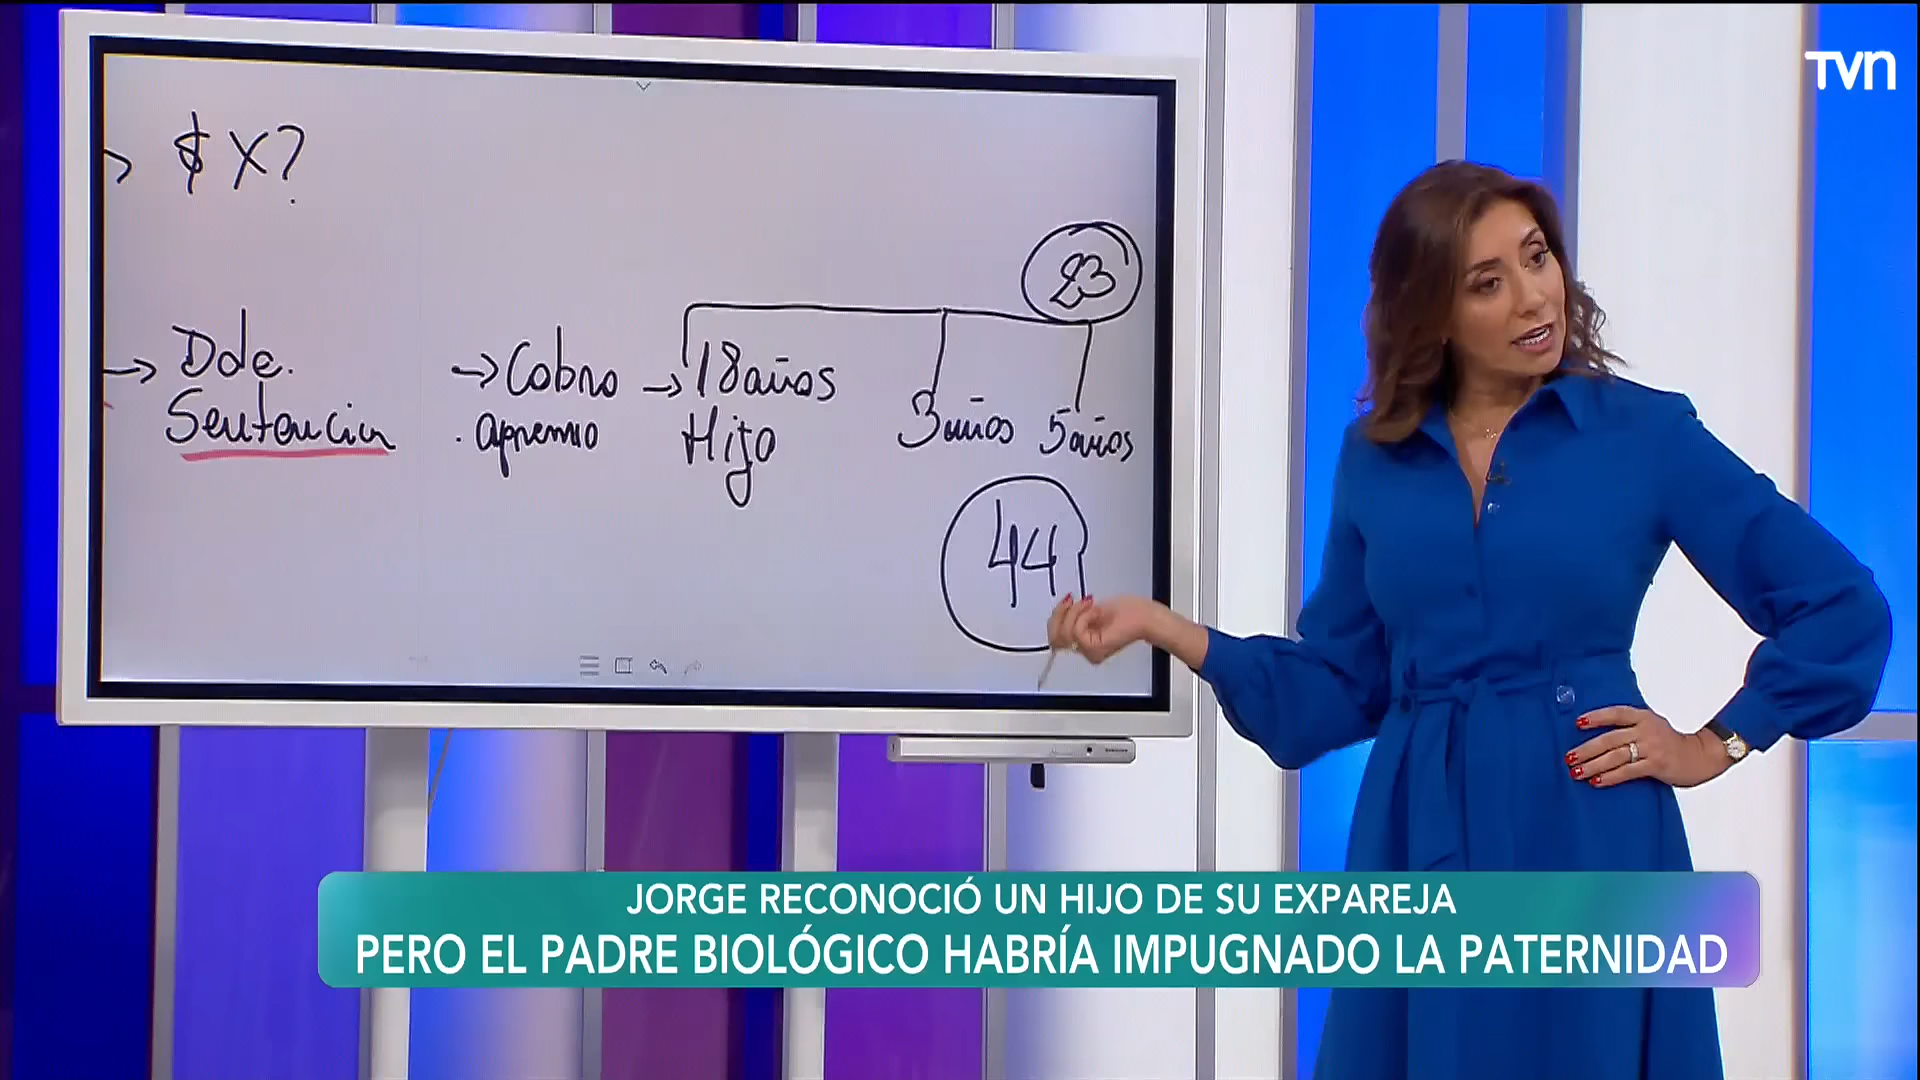 TVN
$ X?
23
Dda.
Sentencia
→ Cobro
. apremio
→ 18 años
Hijo
3 años
5 años
44
JORGE RECONOCIÓ UN HIJO DE SU EXPAREJA
PERO EL PADRE BIOLÓGICO HABRÍA IMPUGNADO LA PATERNIDAD